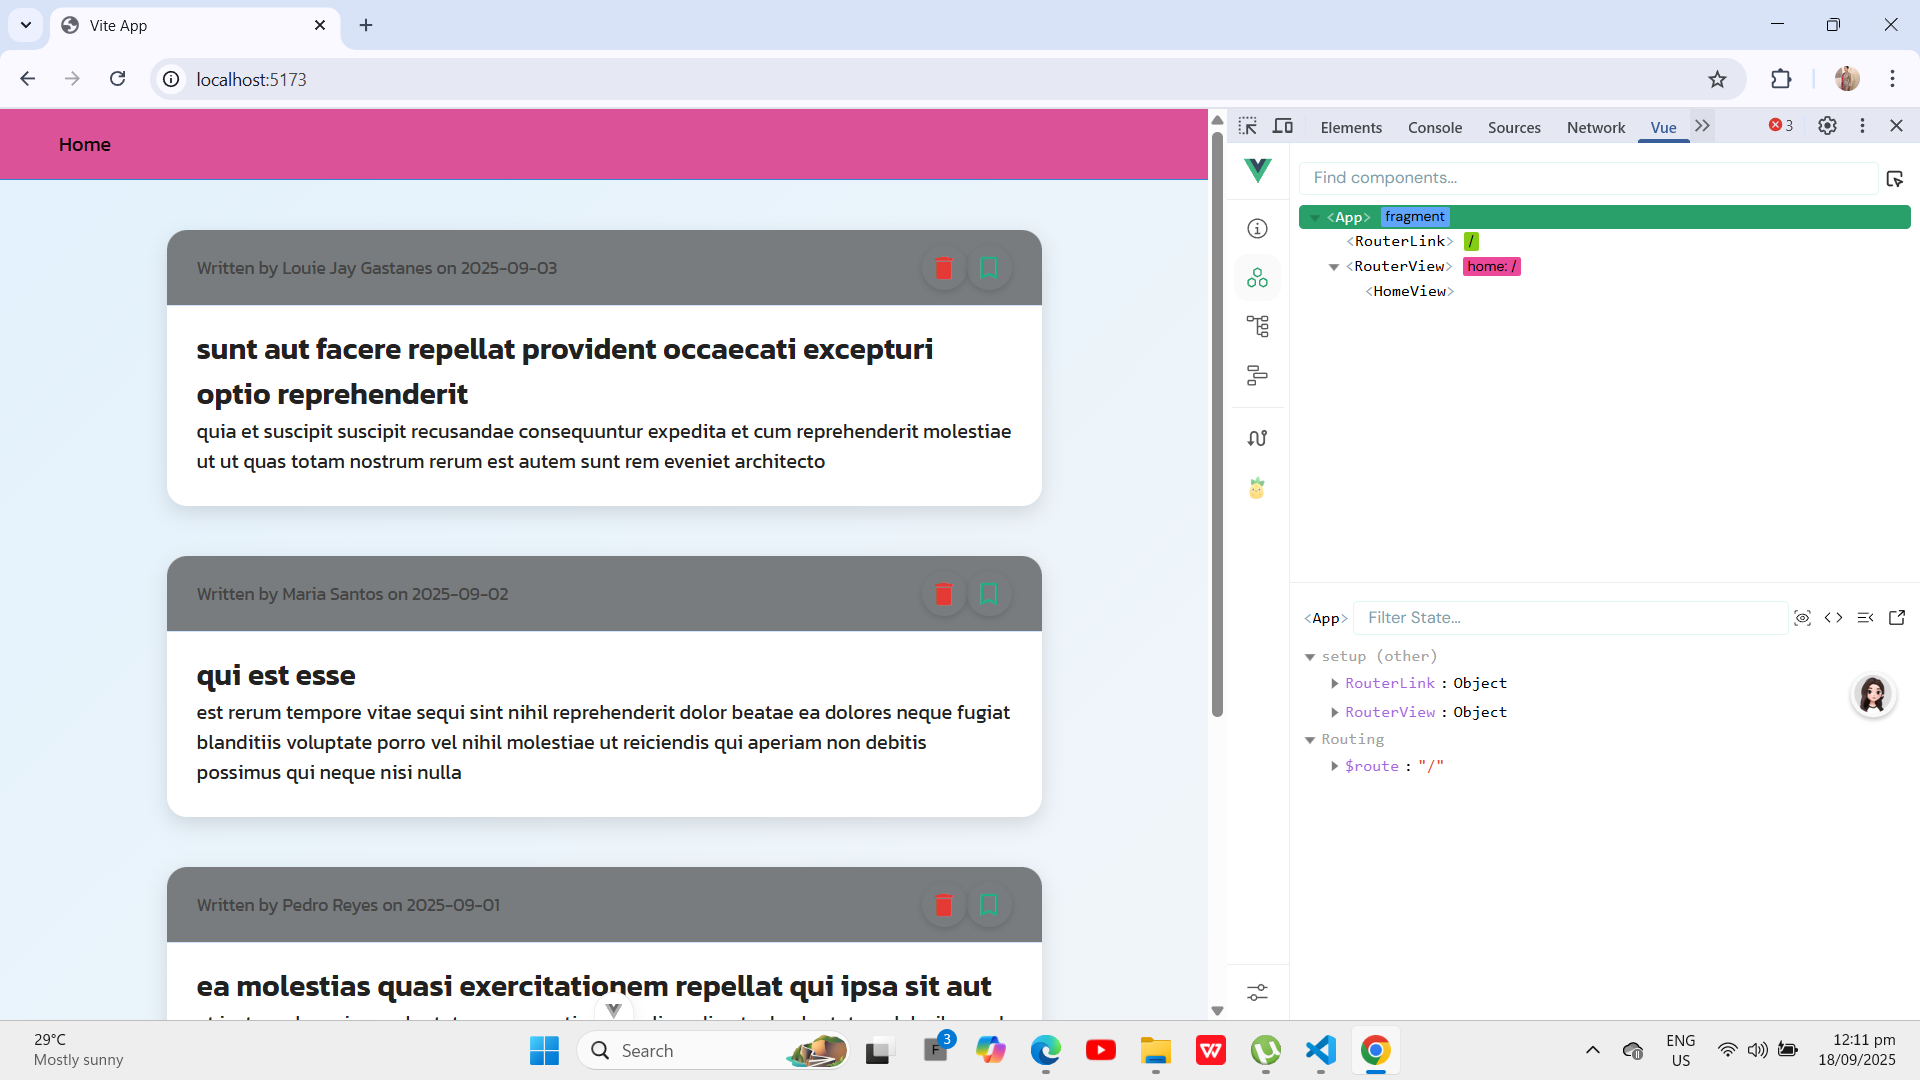 Vite App
localhost:5173
Home
Elements
Console
Sources
Network
Vue
3
Written by Louie Jay Gastanes on 2025-09-03
sunt aut facere repellat provident occaecati excepturi
optio reprehenderit
quia et suscipit suscipit recusandae consequuntur expedita et cum reprehenderit molestiae
ut ut quas totam nostrum rerum est autem sunt rem eveniet architecto
Written by Maria Santos on 2025-09-02
qui est esse
est rerum tempore vitae sequi sint nihil reprehenderit dolor beatae ea dolores neque fugiat
blanditiis voluptate porro vel nihil molestiae ut reiciendis qui aperiam non debitis
possimus qui neque nisi nulla
Written by Pedro Reyes on 2025-09-01
ea molestias quasi exercitationem repellat qui ipsa sit aut
Find components...
<App> fragment
<RouterLink> /
<RouterView> home: /
<HomeView>
<App>
Filter State...
setup (other)
RouterLink : Object
RouterView : Object
Routing
$route : "/"
29°C
Mostly sunny
Search
F
3
W
ENG
US
12:11 pm
18/09/2025